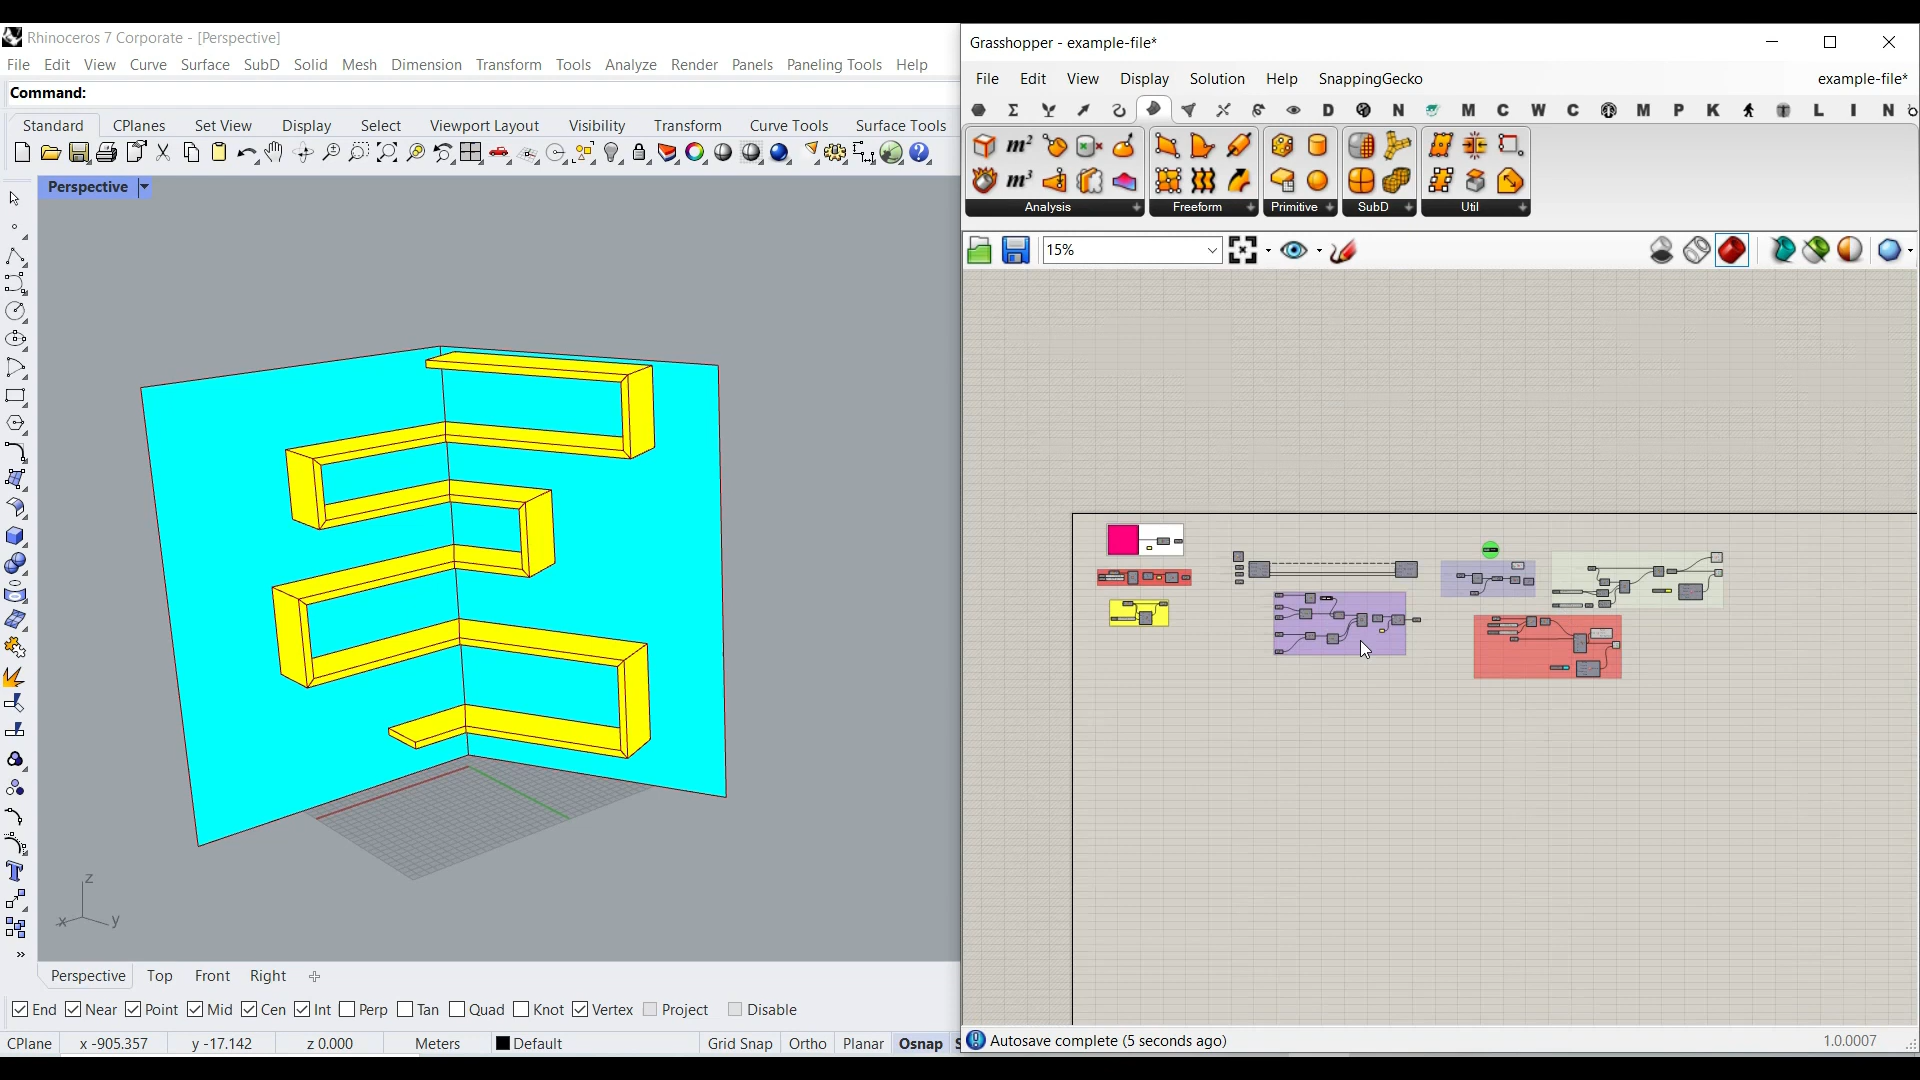 Rhinoceros 7 Corporate - [Perspective]
File Edit View Curve Surface SubD Solid Mesh Dimension Transform Tools Analyze Render Panels Paneling Tools Help
Command:
Standard CPlanes Set View Display Select Viewport Layout Visibility Transform Curve Tools Surface Tools
Perspective
z
x y
Perspective Top Front Right
End Near Point Mid Cen Int Perp Tan Quad Knot Vertex Project Disable
CPlane x -905.357 y -17.142 z 0.000 Meters Default Grid Snap Ortho Planar Osnap S
Grasshopper - example-file*
File Edit View Display Solution Help SnappingGecko example-file*
D N M C W C M P K L I N
m²
m³
Analysis Freeform Primitive SubD Util
15%
Autosave complete (5 seconds ago) 1.0.0007